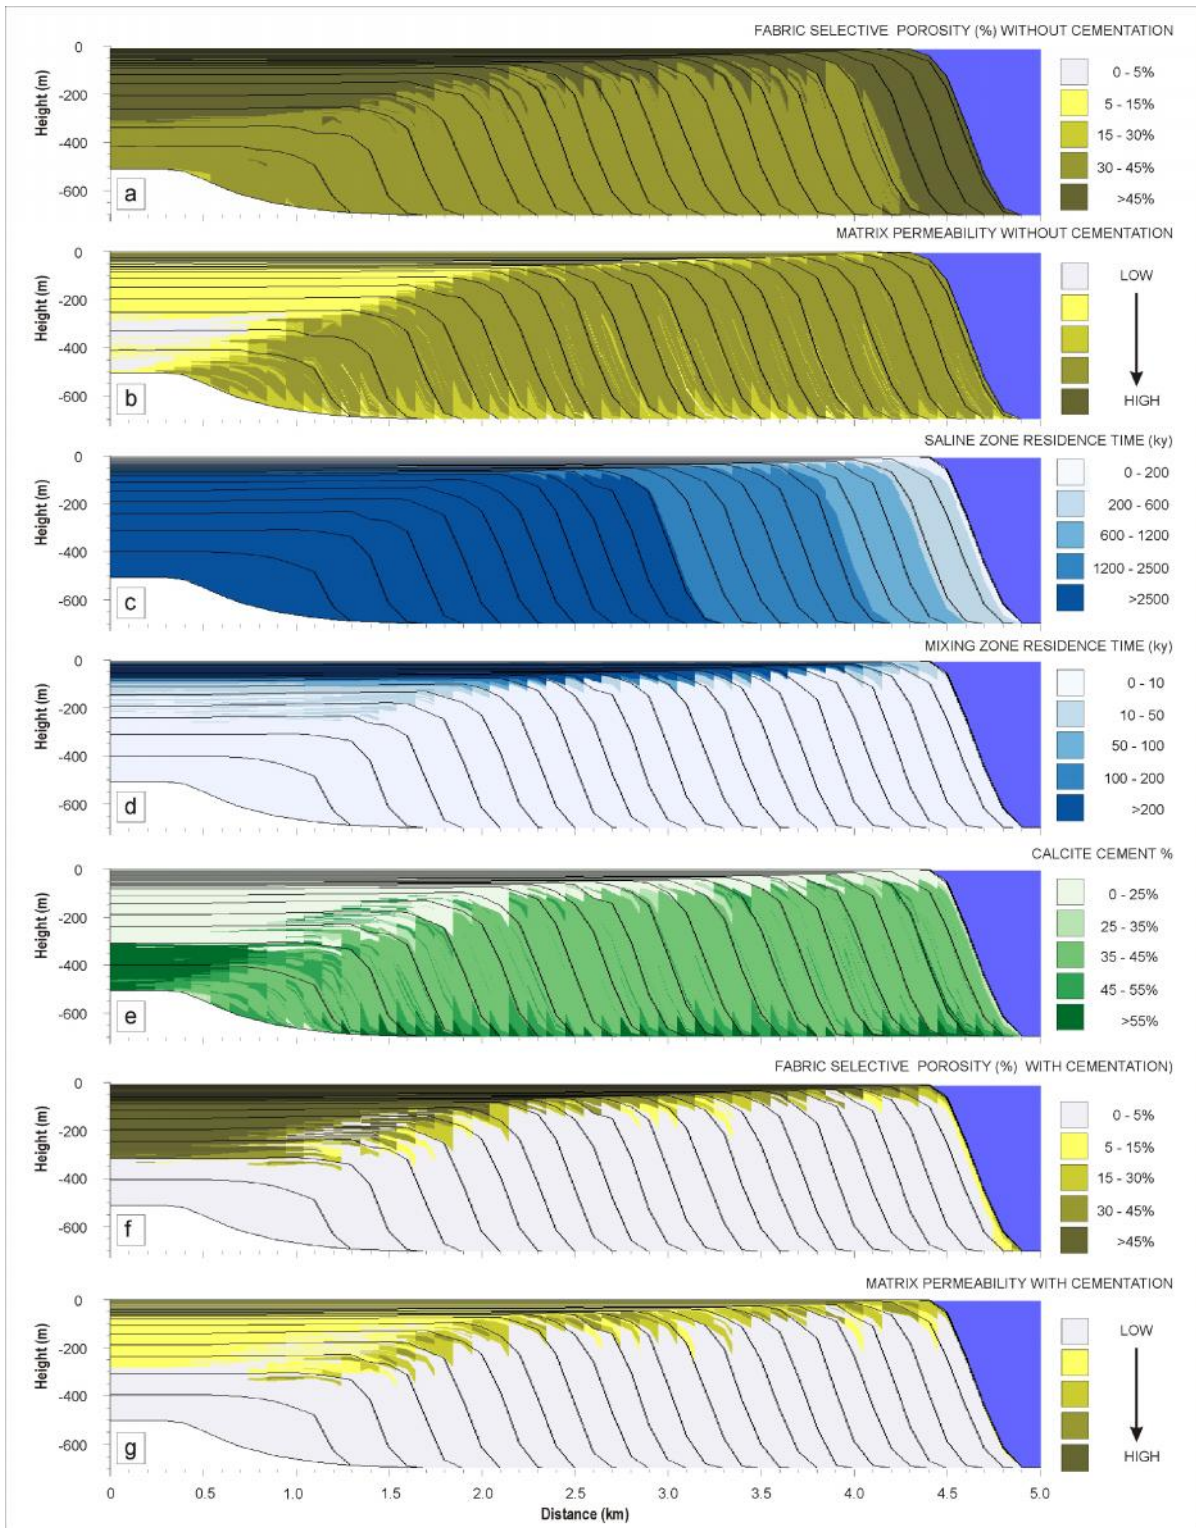 FABRIC SELECTIVE POROSITY (%) WITHOUT CEMENTATION
Height (m)
0
-200
-400
-600
a
0 - 5%
5 - 15%
15 - 30%
30 - 45%
>45%
MATRIX PERMEABILITY WITHOUT CEMENTATION
Height (m)
0
-200
-400
-600
b
LOW
HIGH
SALINE ZONE RESIDENCE TIME (ky)
Height (m)
0
-200
-400
-600
c
0 - 200
200 - 600
600 - 1200
1200 - 2500
>2500
MIXING ZONE RESIDENCE TIME (ky)
Height (m)
0
-200
-400
-600
d
0 - 10
10 - 50
50 - 100
100 - 200
>200
CALCITE CEMENT %
Height (m)
0
-200
-400
-600
e
0 - 25%
25 - 35%
35 - 45%
45 - 55%
>55%
FABRIC SELECTIVE POROSITY (%) WITH CEMENTATION)
Height (m)
0
-200
-400
-600
f
0 - 5%
5 - 15%
15 - 30%
30 - 45%
>45%
MATRIX PERMEABILITY WITH CEMENTATION
Height (m)
0
-200
-400
-600
g
LOW
HIGH
0 0.5 1.0 1.5 2.0 2.5 3.0 3.5 4.0 4.5 5.0
Distance (km)